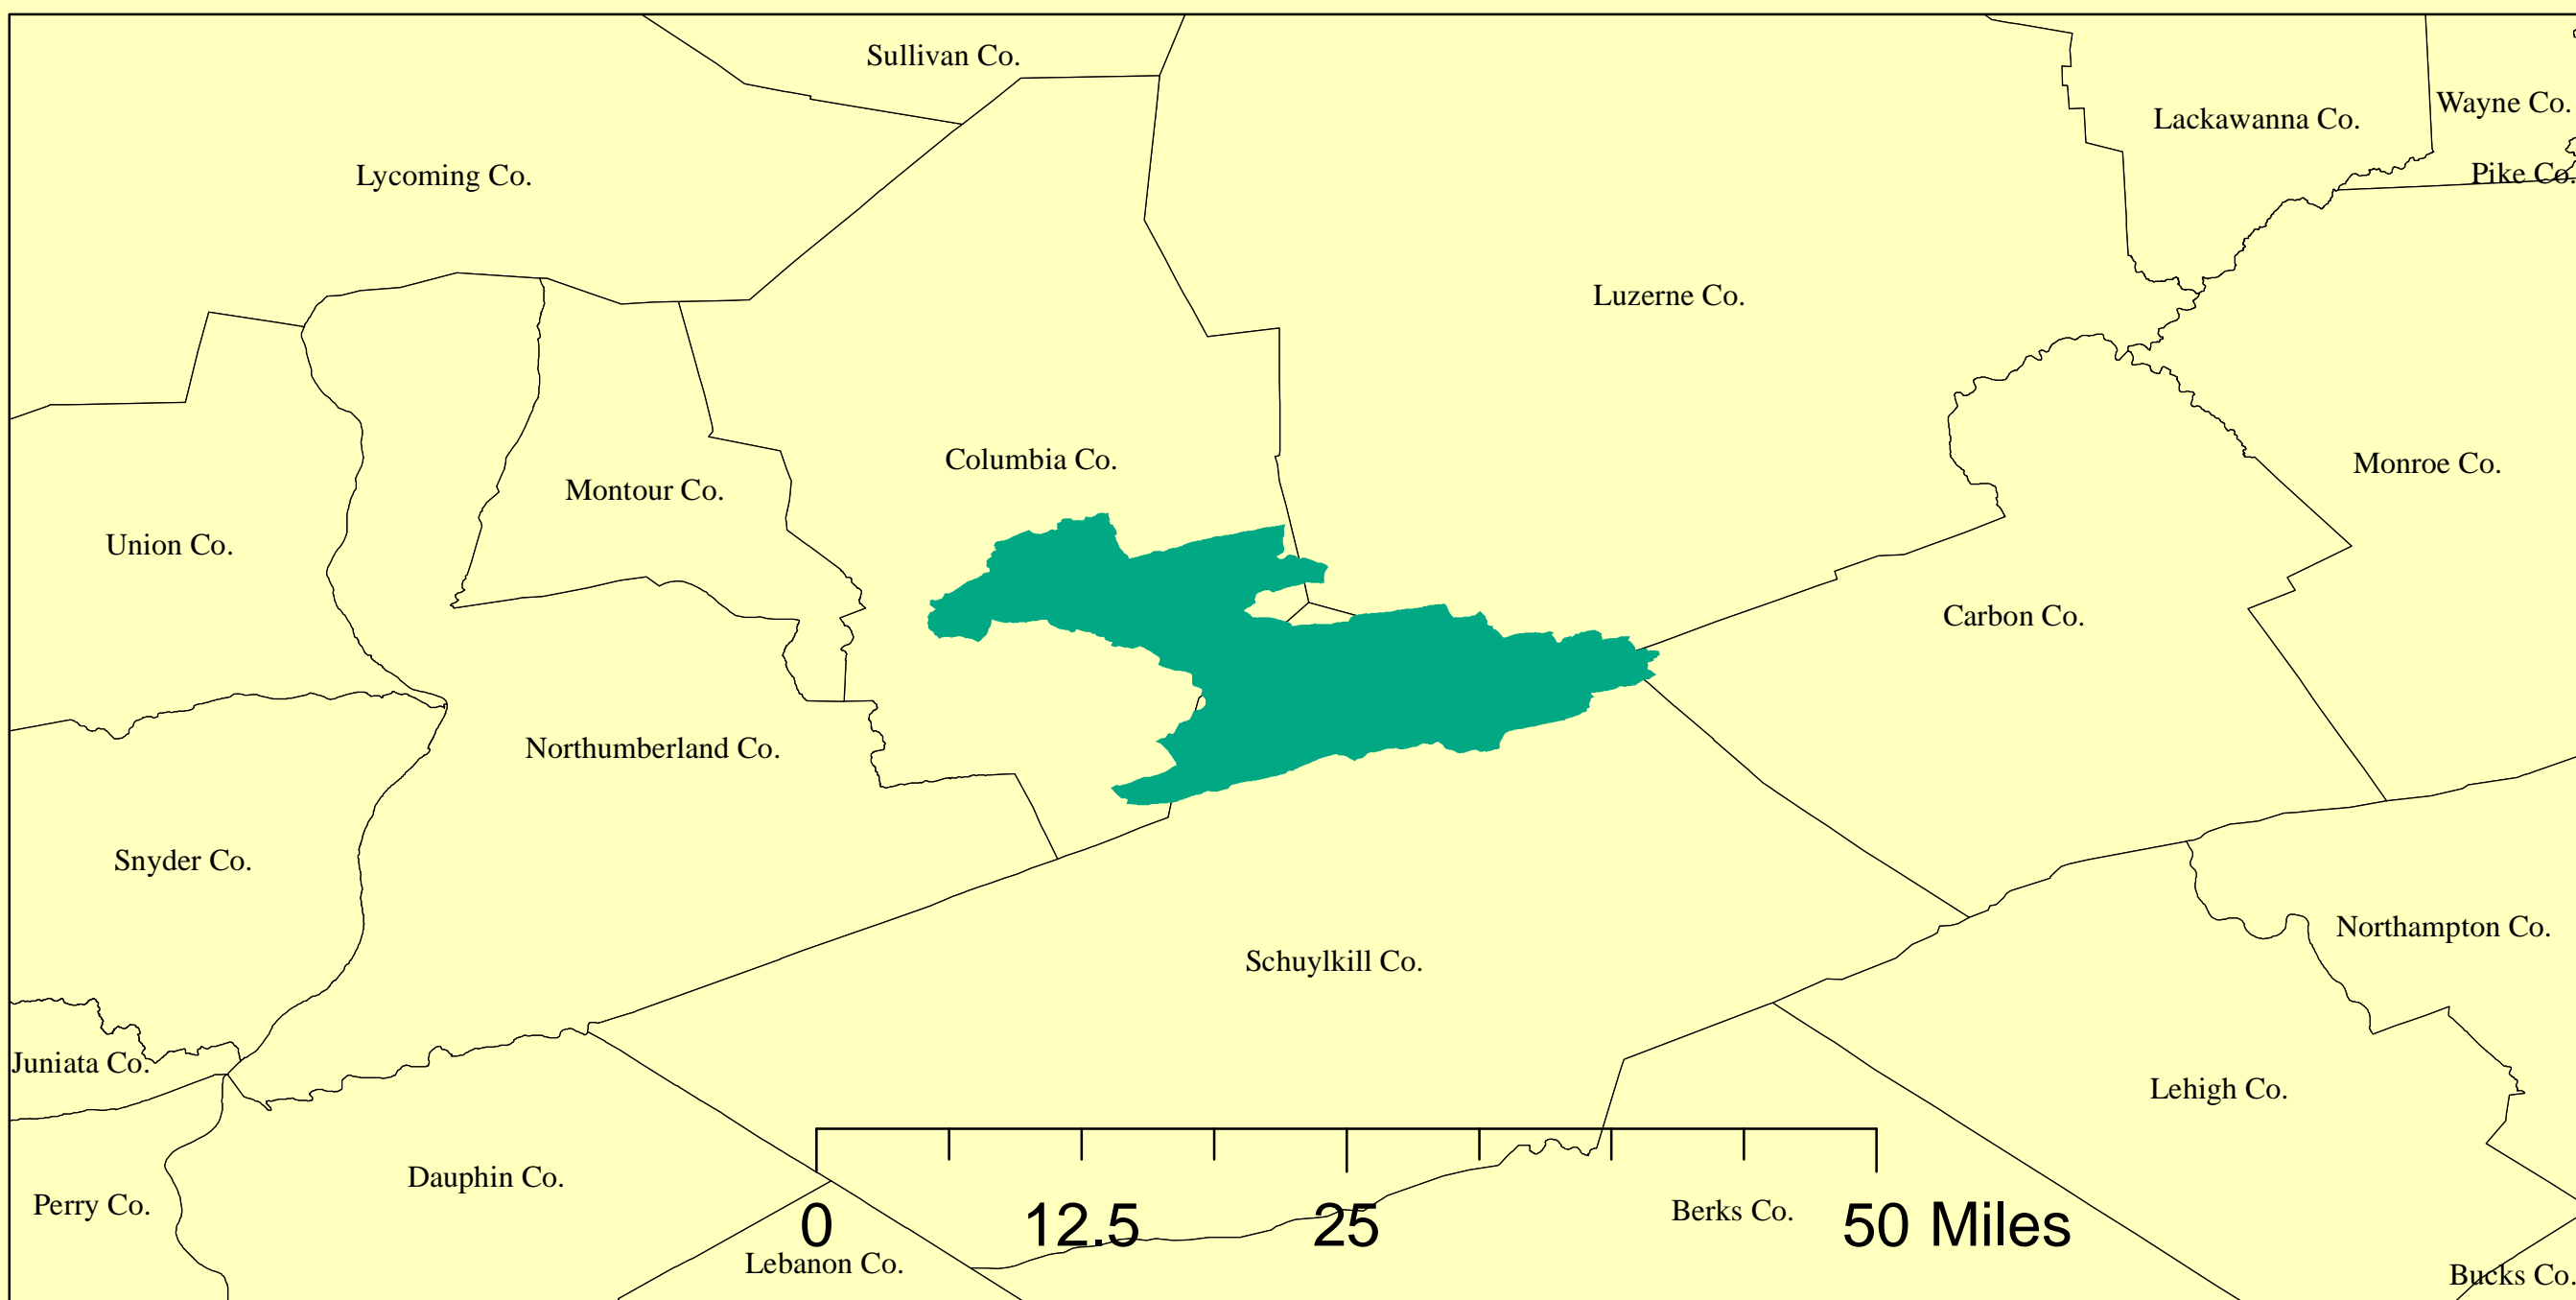 Sullivan Co.
Wayne Co.
Lackawanna Co.
Lycoming Co.
Pike Co.
Luzerne Co.
Columbia Co.
Monroe Co.
Montour Co.
Union Co.
Carbon Co.
Northumberland Co.
Snyder Co.
Northampton Co.
Schuylkill Co.
Juniata Co.
Lehigh Co.
Dauphin Co.
Perry Co.
Berks Co.
0 12.5 25 50 Miles
Lebanon Co.
Bucks Co.